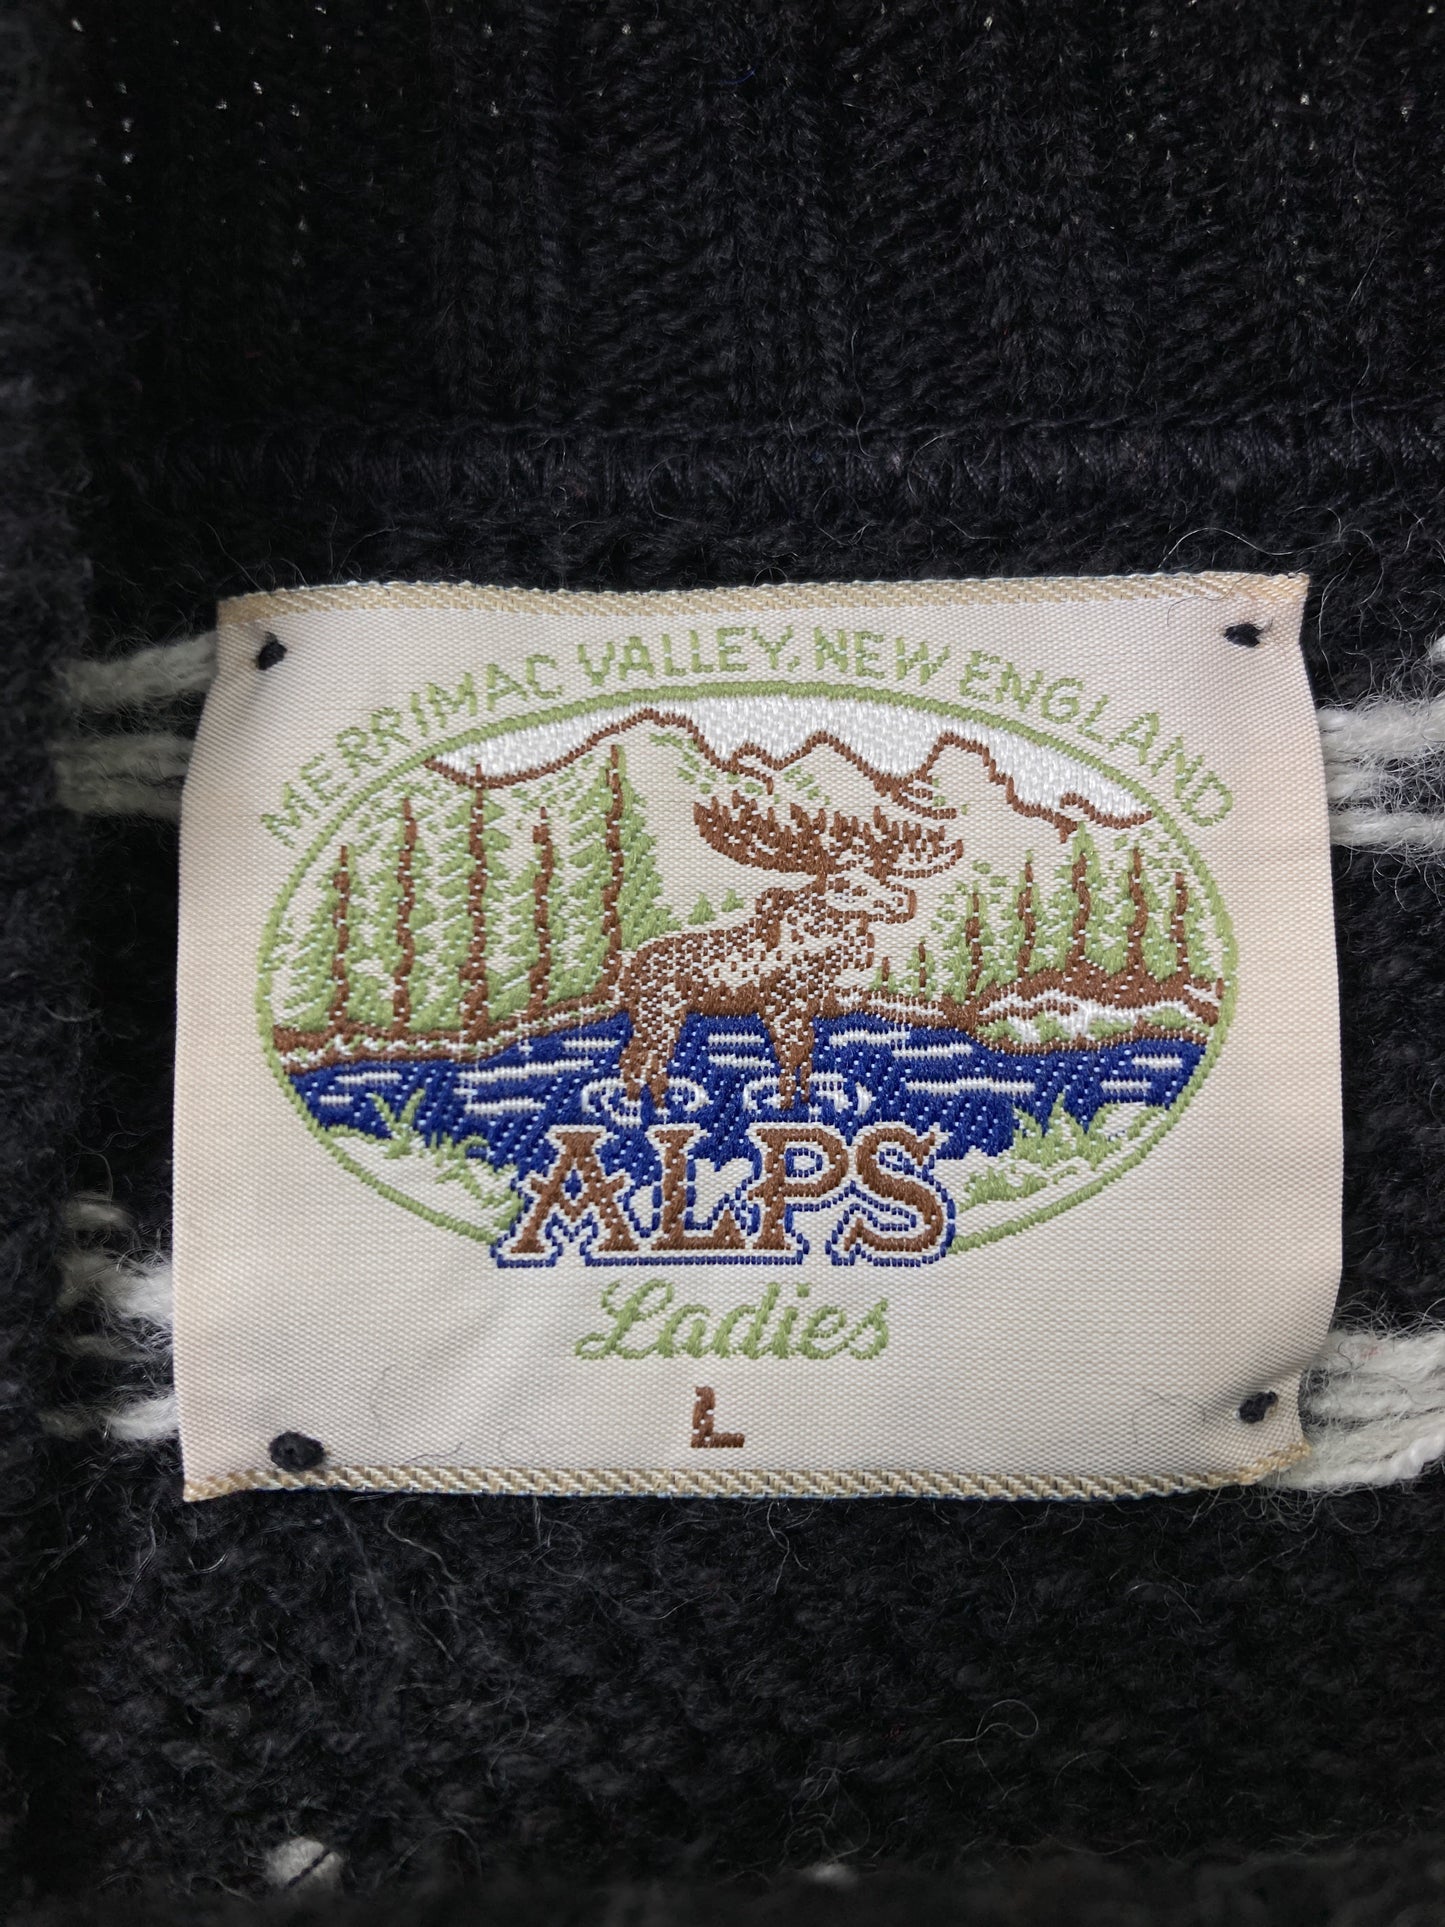 MERRIMAC VALLEY, NEW ENGLAND
ALPS
Ladies
L